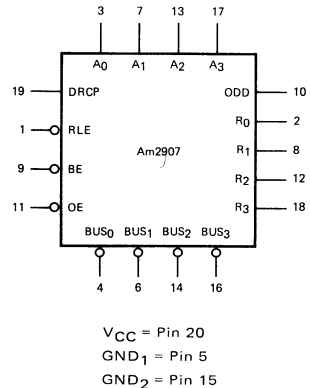 3 7 13 17
A0 A1 A2 A3
19 DRCP ODD 10
1 RLE R0 2
Am2907 R1 8
9 BE R2 12
11 OE R3 18
BUS0 BUS1 BUS2 BUS3
4 6 14 16
VCC = Pin 20
GND1 = Pin 5
GND2 = Pin 15